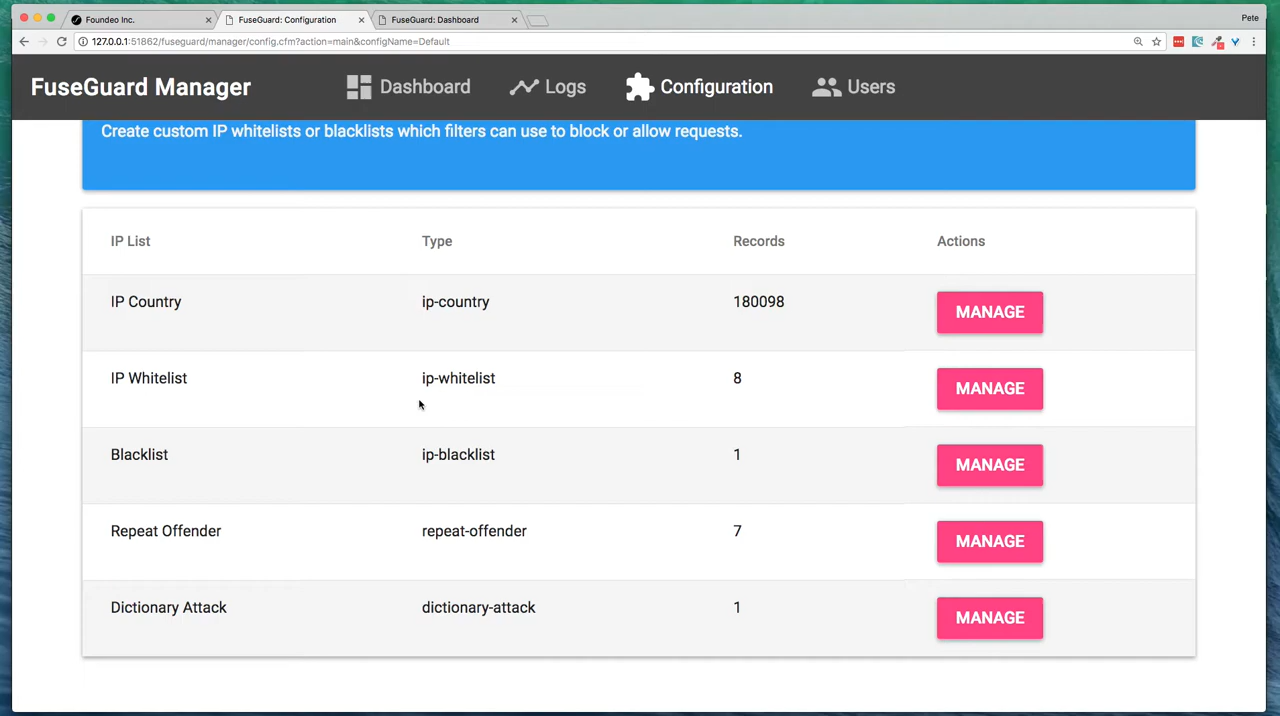 Foundeo Inc.
FuseGuard: Configuration
FuseGuard: Dashboard
Pete
127.0.0.1:51862/fuseguard/manager/config.cfm?action=main&configName=Default
FuseGuard Manager
Dashboard
Logs
Configuration
Users
Create custom IP whitelists or blacklists which filters can use to block or allow requests.
IP List Type Records Actions
IP Country ip-country 180098 MANAGE
IP Whitelist ip-whitelist 8 MANAGE
Blacklist ip-blacklist 1 MANAGE
Repeat Offender repeat-offender 7 MANAGE
Dictionary Attack dictionary-attack 1 MANAGE